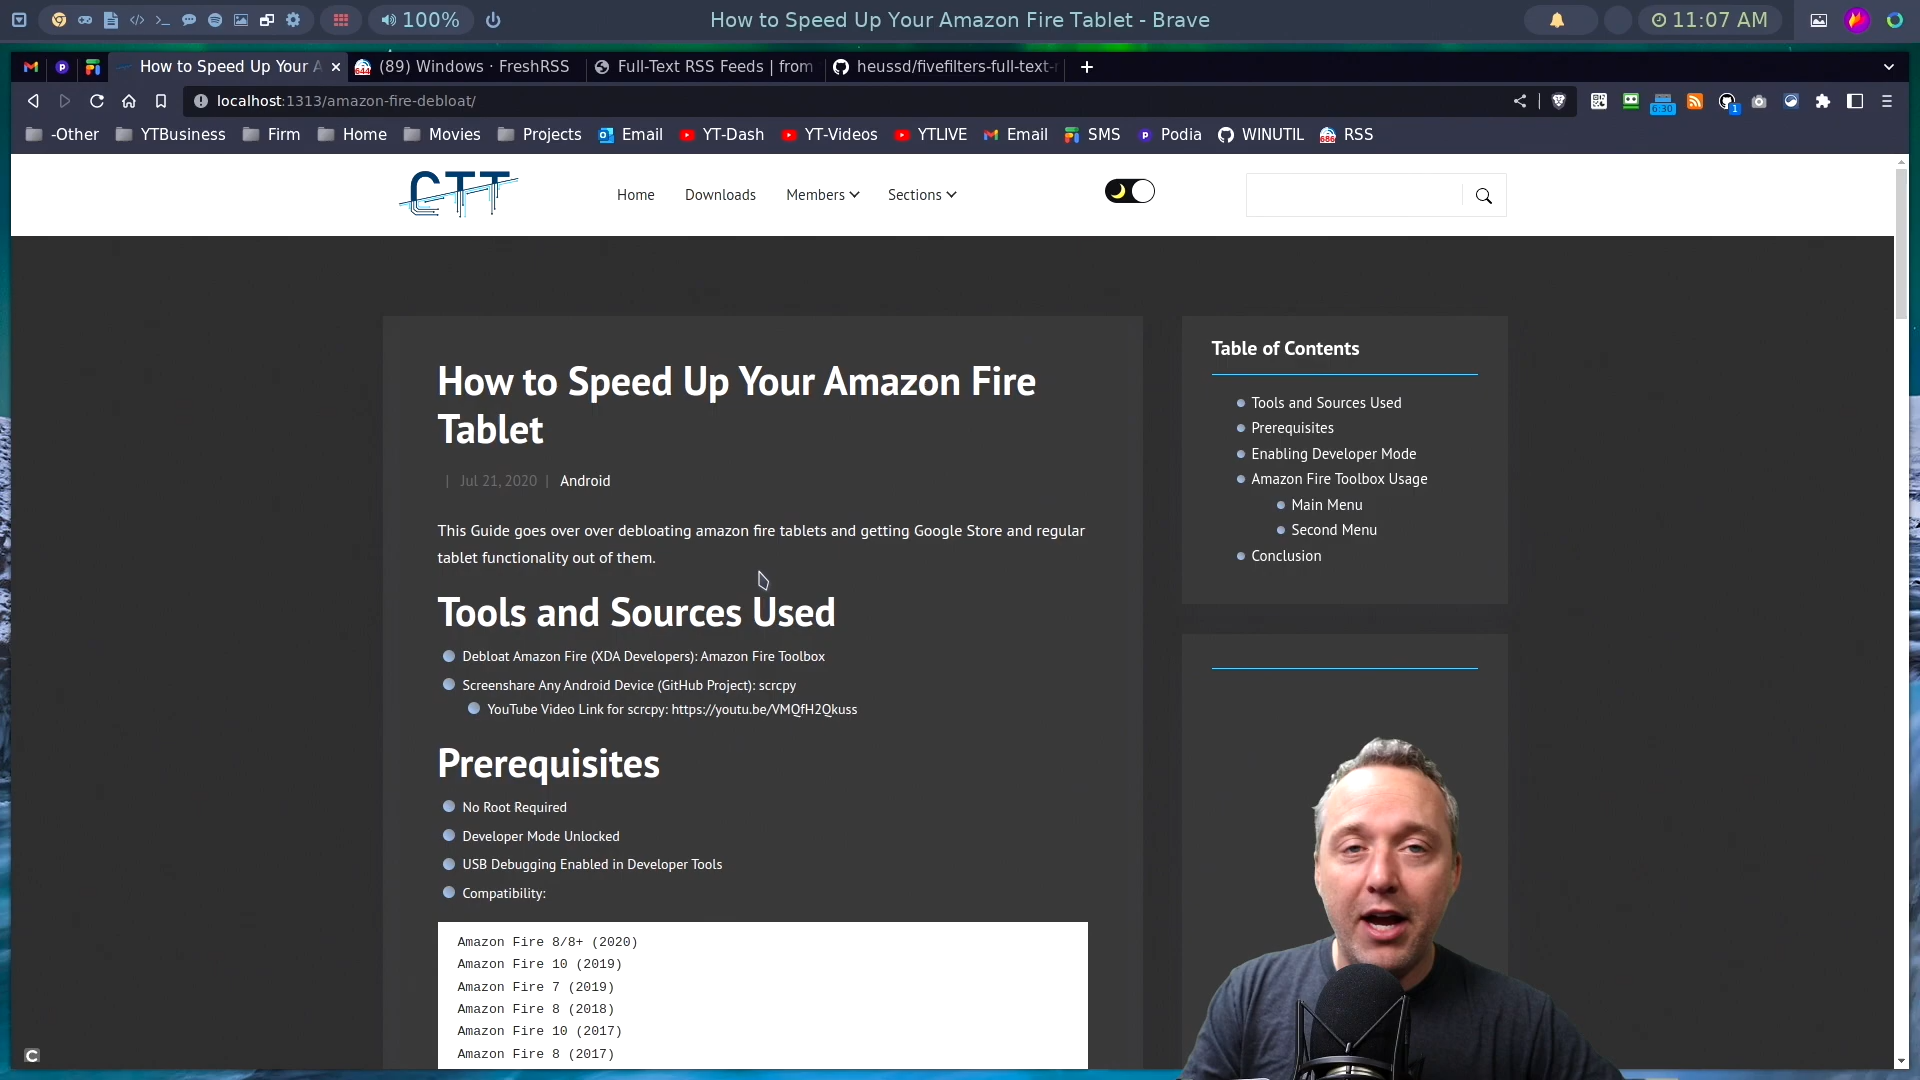 100%
How to Speed Up Your Amazon Fire Tablet - Brave
11:07 AM
How to Speed Up Your A
(89) Windows · FreshRSS
Full-Text RSS Feeds | from
heussd/fivefilters-full-text-r
localhost:1313/amazon-fire-debloat/
6:30
1
-Other
YTBusiness
Firm
Home
Movies
Projects
Email
YT-Dash
YT-Videos
YTLIVE
Email
SMS
Podia
WINUTIL
RSS
CTT
Home
Downloads
Members
Sections
How to Speed Up Your Amazon Fire
Tablet
| Jul 21, 2020 | Android
This Guide goes over over debloating amazon fire tablets and getting Google Store and regular
tablet functionality out of them.
Tools and Sources Used
Debloat Amazon Fire (XDA Developers): Amazon Fire Toolbox
Screenshare Any Android Device (GitHub Project): scrcpy
YouTube Video Link for scrcpy: https://youtu.be/VMQfH2Qkuss
Prerequisites
No Root Required
Developer Mode Unlocked
USB Debugging Enabled in Developer Tools
Compatibility:
Amazon Fire 8/8+ (2020)
Amazon Fire 10 (2019)
Amazon Fire 7 (2019)
Amazon Fire 8 (2018)
Amazon Fire 10 (2017)
Amazon Fire 8 (2017)
Table of Contents
Tools and Sources Used
Prerequisites
Enabling Developer Mode
Amazon Fire Toolbox Usage
Main Menu
Second Menu
Conclusion